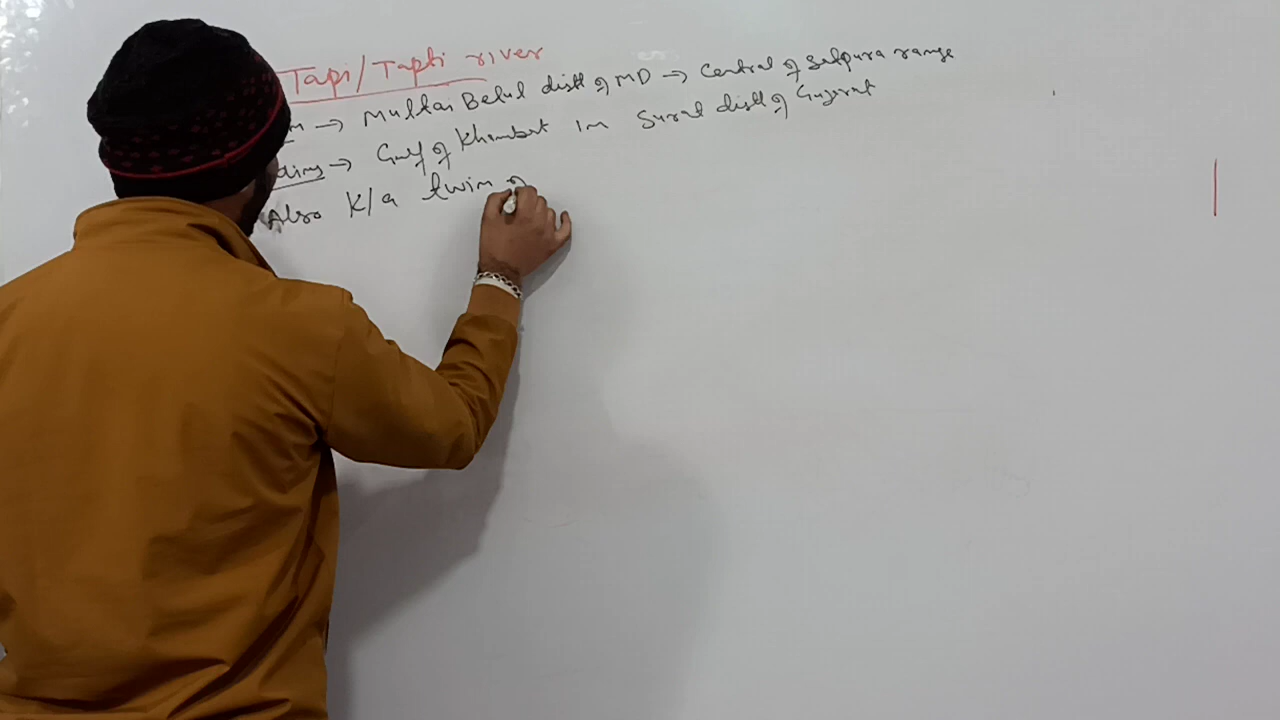 Tapi/Tapti river
→ Multai Betul distt of MP → Central of Satpura range
→ Gulf of Khambat in Surat distt of Gujarat
Also K/a twin o